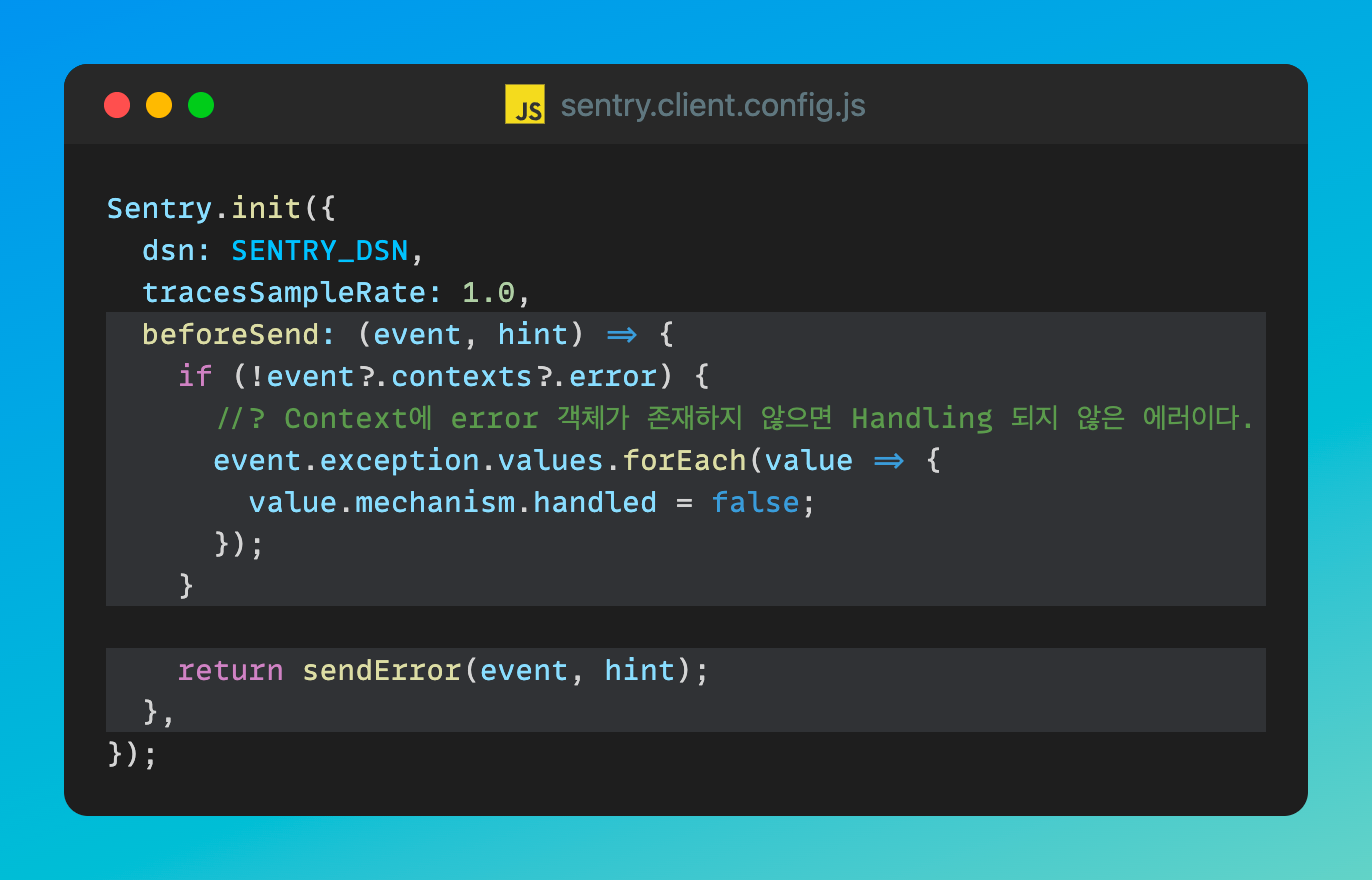 JS sentry.client.config.js
Sentry.init({
  dsn: SENTRY_DSN,
  tracesSampleRate: 1.0,
  beforeSend: (event, hint) => {
    if (!event?.contexts?.error) {
      //? Context에 error 객체가 존재하지 않으면 Handling 되지 않은 에러이다.
      event.exception.values.forEach(value => {
        value.mechanism.handled = false;
      });
    }
    return sendError(event, hint);
  },
});